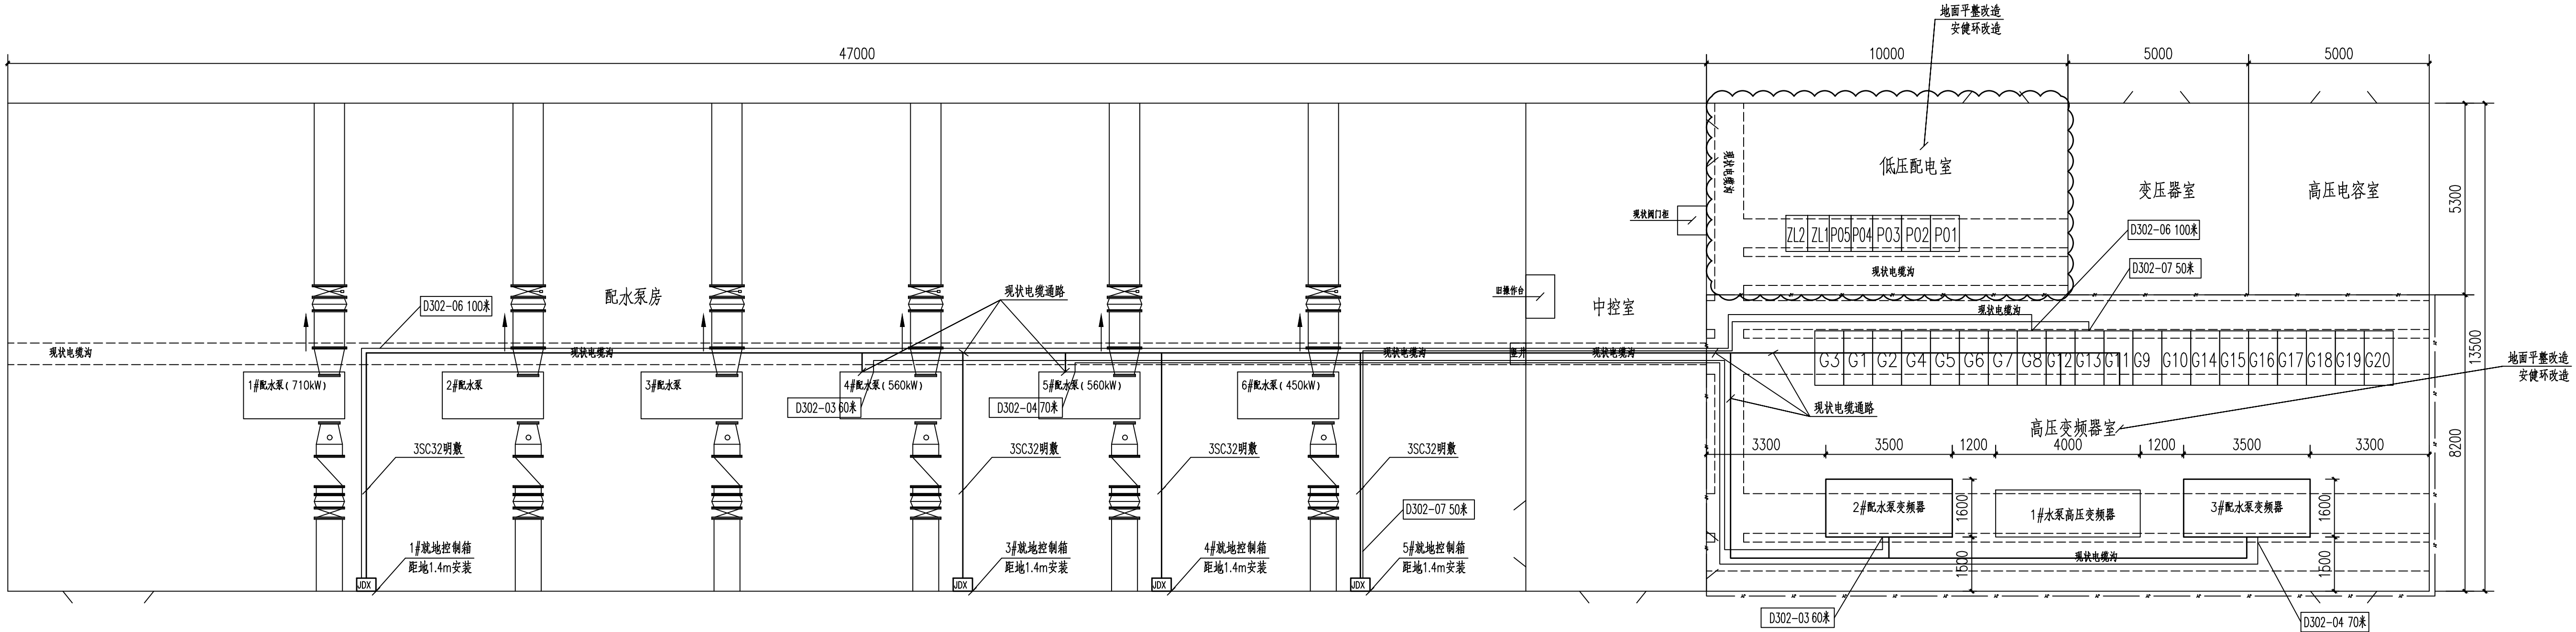 地面平整改造
安健环改造
47000
10000
5000
5000
低压配电室
变压器室
高压电容室
现状电缆沟
现状阀门柜
ZL2
ZL1
P05
P04
P03
P02
P01
现状电缆沟
5300
13500
D302-06 100米
D302-07 50米
配水泵房
D302-06 100米
现状电缆通路
旧操作台
中控室
现状电缆沟
现状电缆沟
现状电缆沟
现状电缆沟
竖井
现状电缆沟
G3
G1
G2
G4
G5
G6
G7
G8
G12
G13
G11
G9
G10
G14
G15
G16
G17
G18
G19
G20
地面平整改造
安健环改造
1#配水泵(710kW)
2#配水泵
3#配水泵
4#配水泵(560kW)
5#配水泵(560kW)
6#配水泵(450kW)
D302-03 60米
D302-04 70米
现状电缆通路
高压变频器室
3SC32明敷
3SC32明敷
3SC32明敷
3SC32明敷
3300
3500
1200
4000
1200
3500
3300
8200
D302-07 50米
2#配水泵变频器
1#水泵高压变频器
3#配水泵变频器
1600
1600
1#就地控制箱
距地1.4m安装
3#就地控制箱
距地1.4m安装
4#就地控制箱
距地1.4m安装
5#就地控制箱
距地1.4m安装
现状电缆沟
1500
1500
JDX
JDX
JDX
JDX
D302-03 60米
D302-04 70米